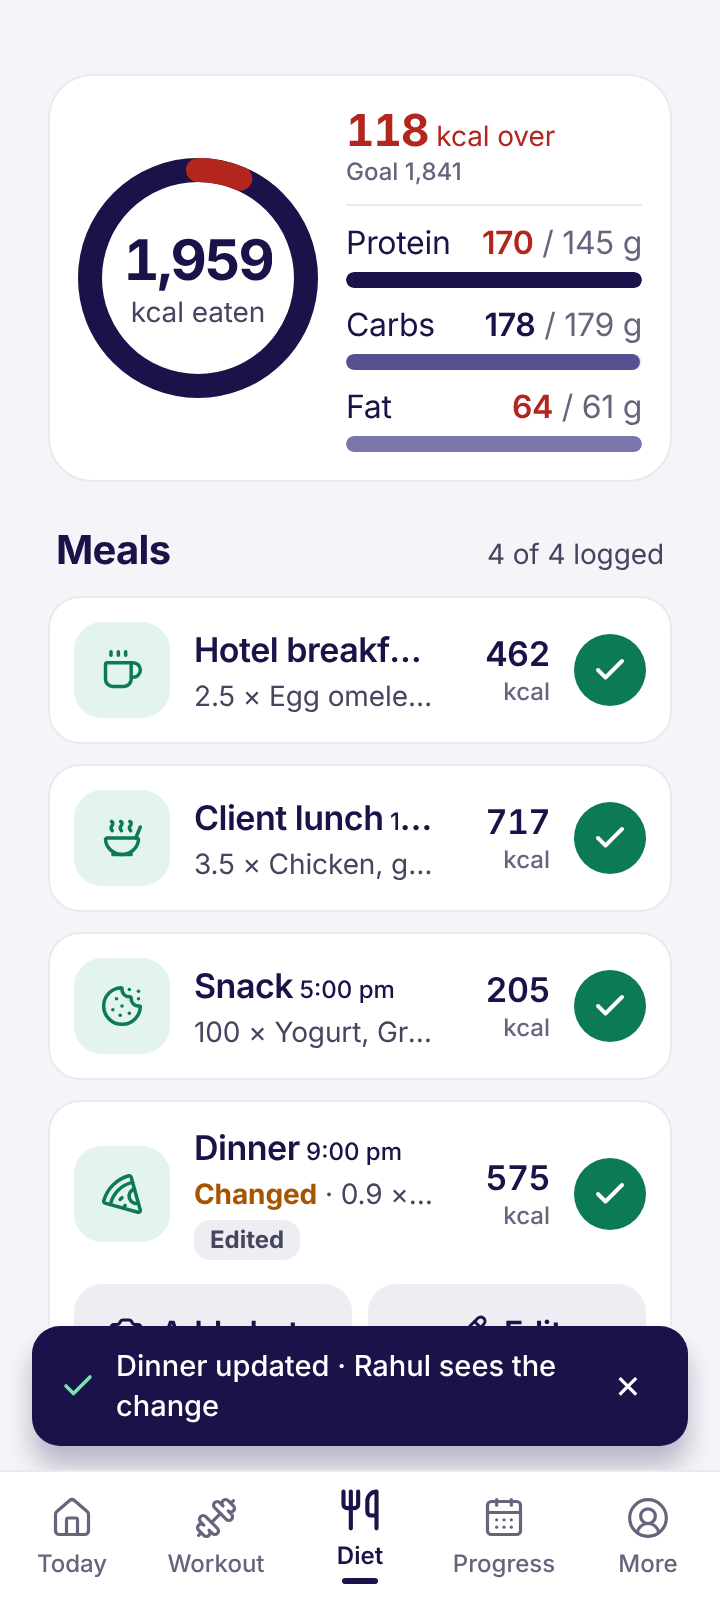 118 kcal over
Goal 1,841
1,959
kcal eaten
Protein 170 / 145 g
Carbs 178 / 179 g
Fat 64 / 61 g
Meals 4 of 4 logged
Hotel breakf... 462
2.5 × Egg omele... kcal
Client lunch 1... 717
3.5 × Chicken, g... kcal
Snack 5:00 pm 205
100 × Yogurt, Gr... kcal
Dinner 9:00 pm 575
Changed · 0.9 ×... kcal
Edited
Edit
Dinner updated · Rahul sees the
change
Today Workout Diet Progress More